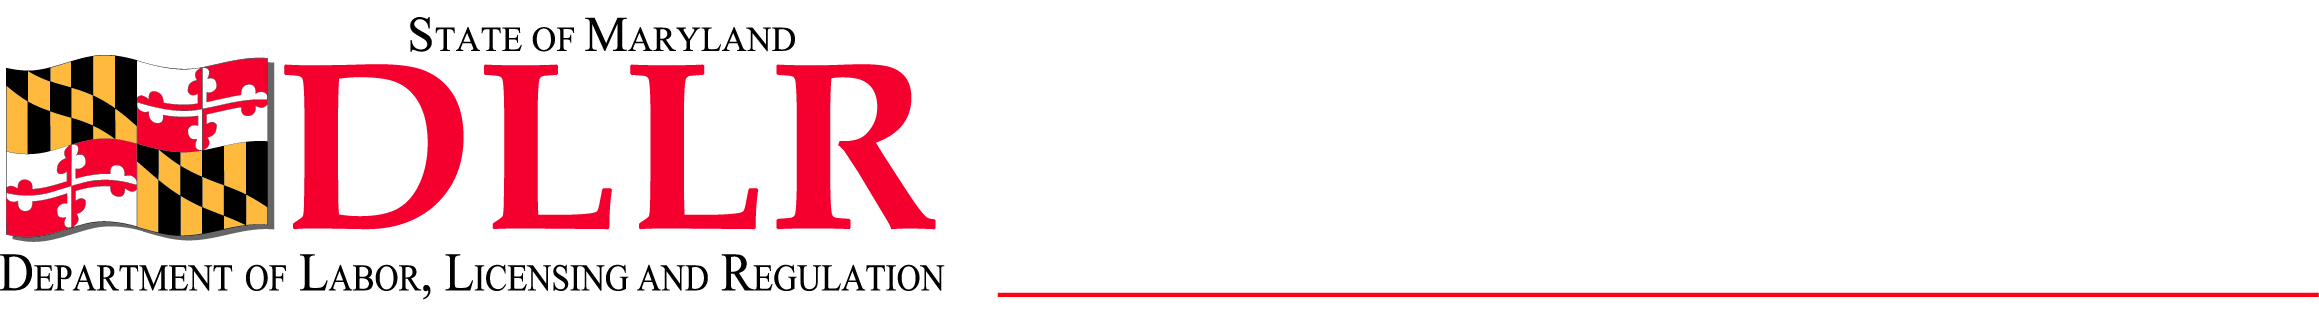 STATE OF MARYLAND
DLLR
DEPARTMENT OF LABOR, LICENSING AND REGULATION